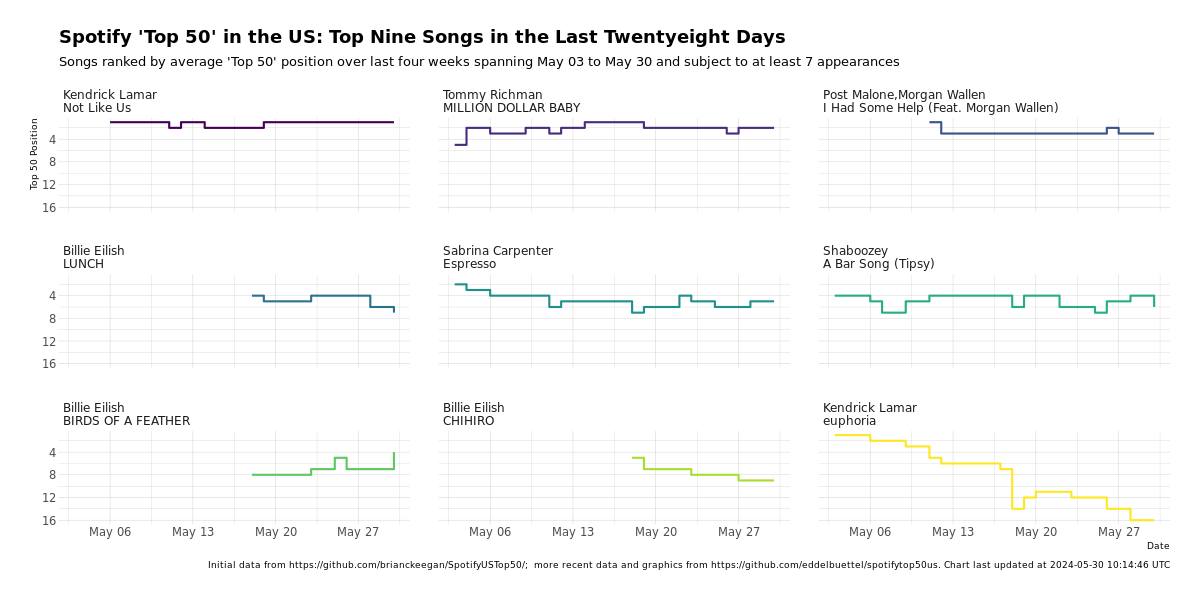 Spotify 'Top 50' in the US: Top Nine Songs in the Last Twentyeight Days
Songs ranked by average 'Top 50' position over last four weeks spanning May 03 to May 30 and subject to at least 7 appearances
Kendrick Lamar
Not Like Us
Tommy Richman
MILLION DOLLAR BABY
Post Malone,Morgan Wallen
I Had Some Help (Feat. Morgan Wallen)
Top 50 Position
4
8
12
16
Billie Eilish
LUNCH
Sabrina Carpenter
Espresso
Shaboozey
A Bar Song (Tipsy)
4
8
12
16
Billie Eilish
BIRDS OF A FEATHER
Billie Eilish
CHIHIRO
Kendrick Lamar
euphoria
4
8
12
16
May 06 May 13 May 20 May 27
May 06 May 13 May 20 May 27
May 06 May 13 May 20 May 27
Date
Initial data from https://github.com/brianckeegan/SpotifyUSTop50/;  more recent data and graphics from https://github.com/eddelbuettel/spotifytop50us. Chart last updated at 2024-05-30 10:14:46 UTC